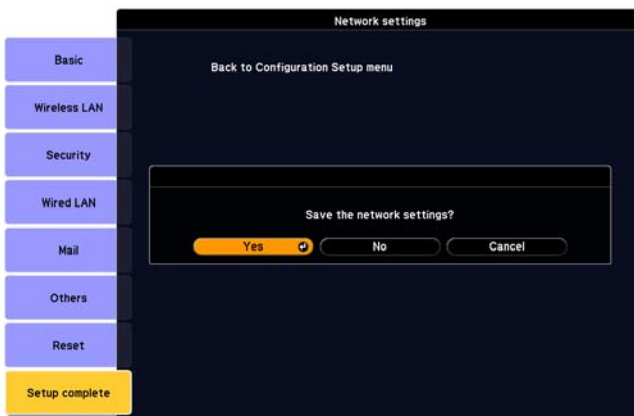 Network settings
Basic
Back to Configuration Setup menu
Wireless LAN
Security
Wired LAN
Save the network settings?
Yes No Cancel
Mail
Others
Reset
Setup complete